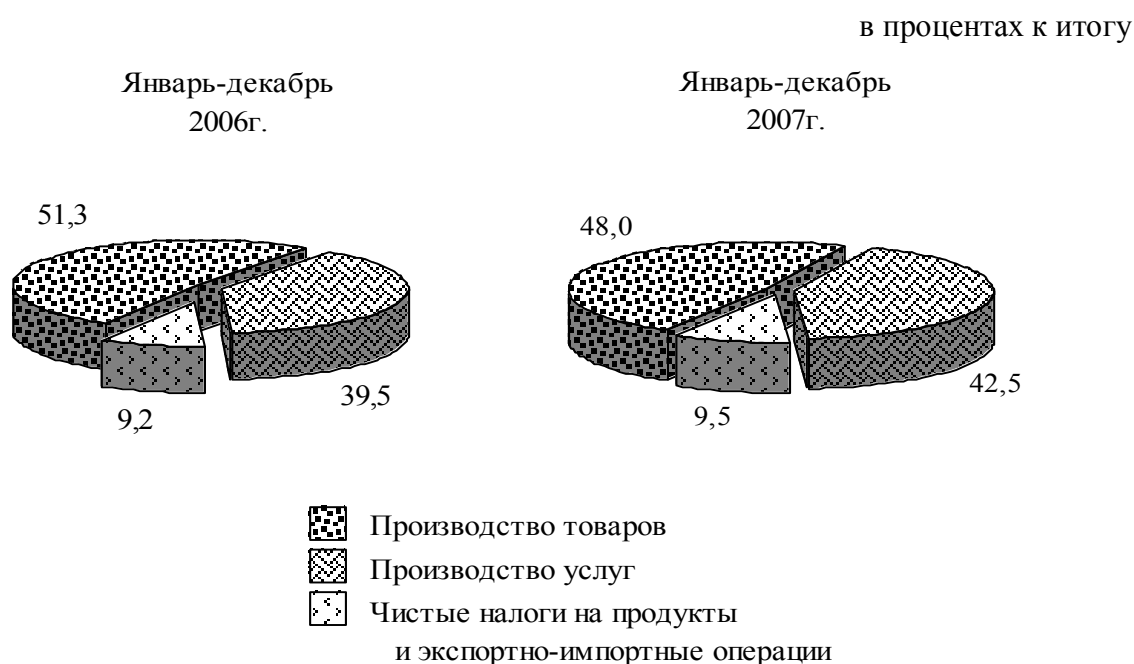 в процентах к итогу
Январь-декабрь
2006г.
Январь-декабрь
2007г.
51,3
39,5
9,2
48,0
42,5
9,5
Производство товаров
Производство услуг
Чистые налоги на продукты
и экспортно-импортные операции